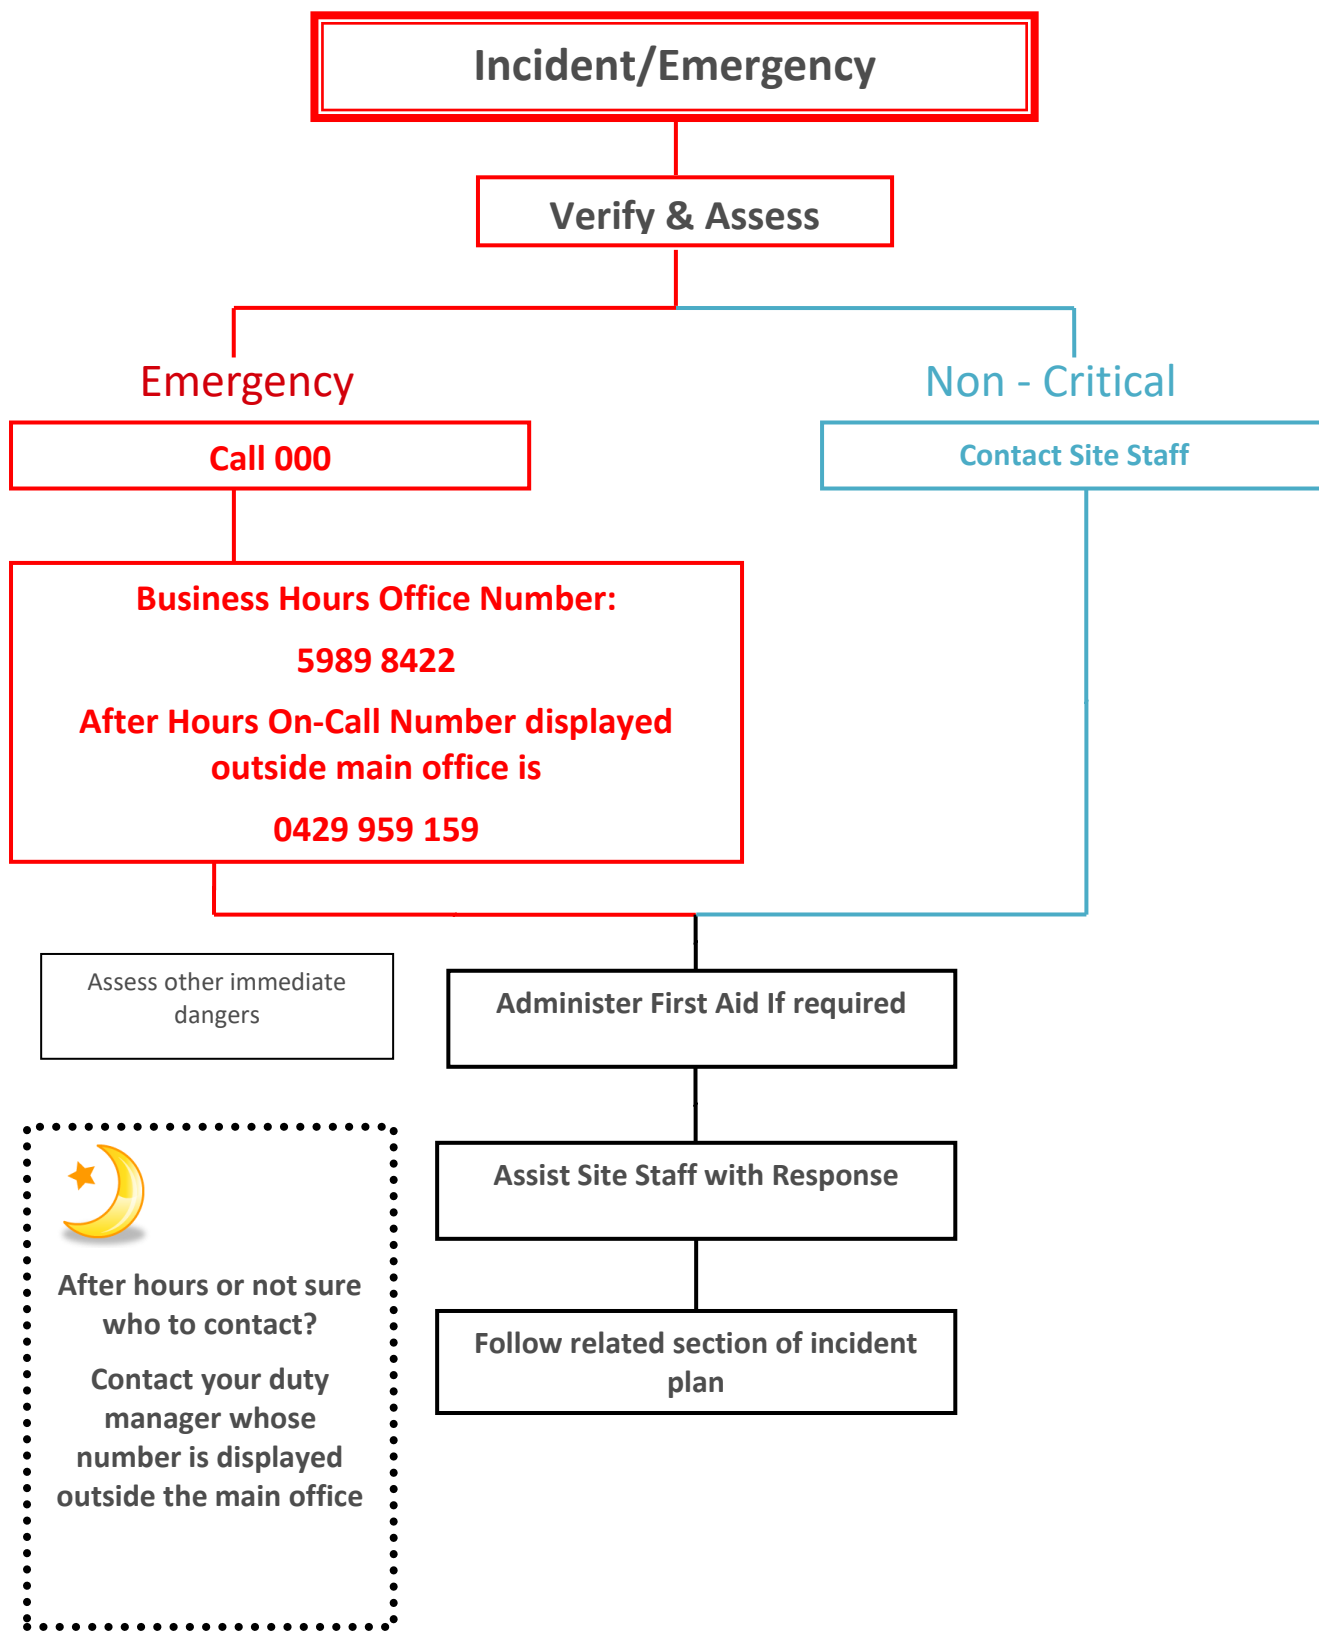 Incident/Emergency
Verify & Assess
Emergency
Non - Critical
Call 000
Contact Site Staff
Business Hours Office Number:
5989 8422
After Hours On-Call Number displayed
outside main office is
0429 959 159
Assess other immediate
dangers
Administer First Aid If required
Assist Site Staff with Response
After hours or not sure
who to contact?
Contact your duty
manager whose
number is displayed
outside the main office
Follow related section of incident
plan